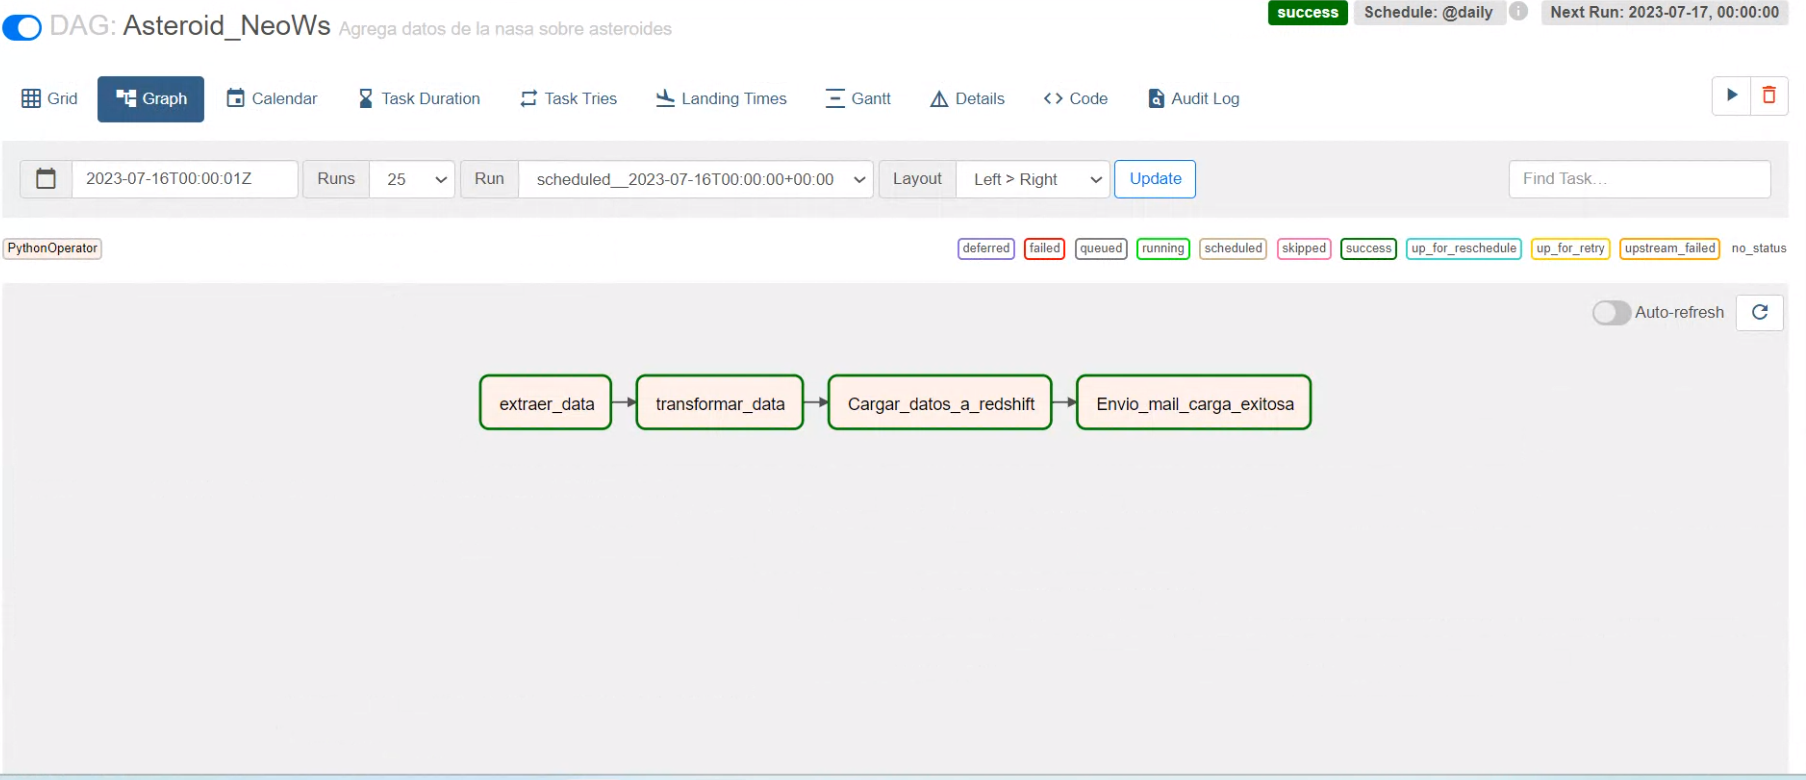 DAG: Asteroid_NeoWs Agrega datos de la nasa sobre asteroides
success Schedule: @daily Next Run: 2023-07-17, 00:00:00
Grid Graph Calendar Task Duration Task Tries Landing Times Gantt Details Code Audit Log
2023-07-16T00:00:01Z Runs 25 Run scheduled__2023-07-16T00:00:00+00:00 Layout Left > Right Update Find Task…
PythonOperator deferred failed queued running scheduled skipped success up_for_reschedule up_for_retry upstream_failed no_status
Auto-refresh
extraer_data transformar_data Cargar_datos_a_redshift Envio_mail_carga_exitosa